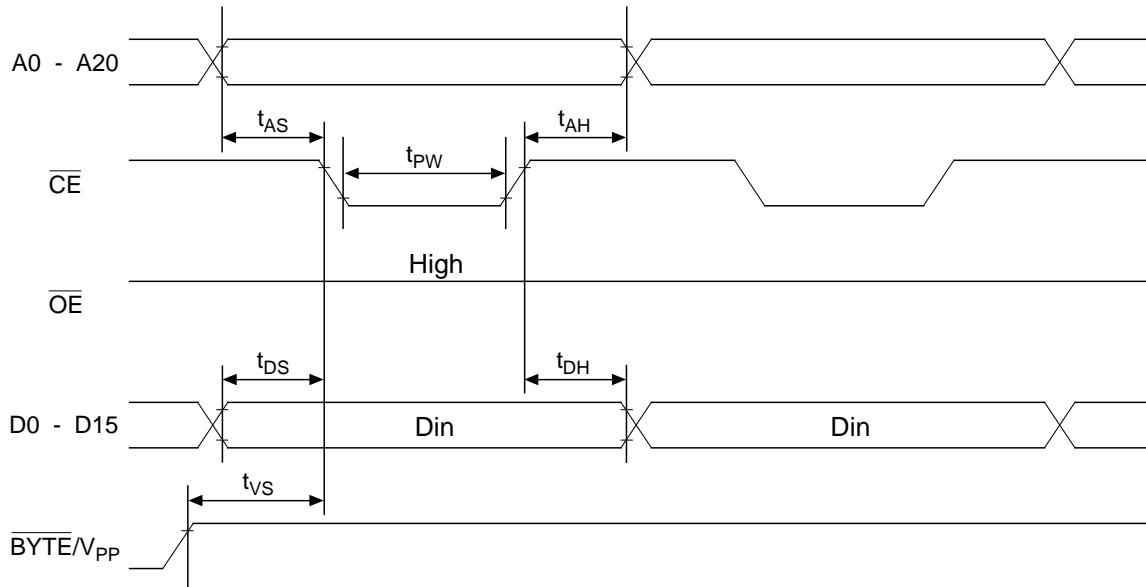 A0 - A20
tAS
tAH
tPW
CE
High
OE
tDS
tDH
D0 - D15
Din
Din
tVS
BYTE/VPP